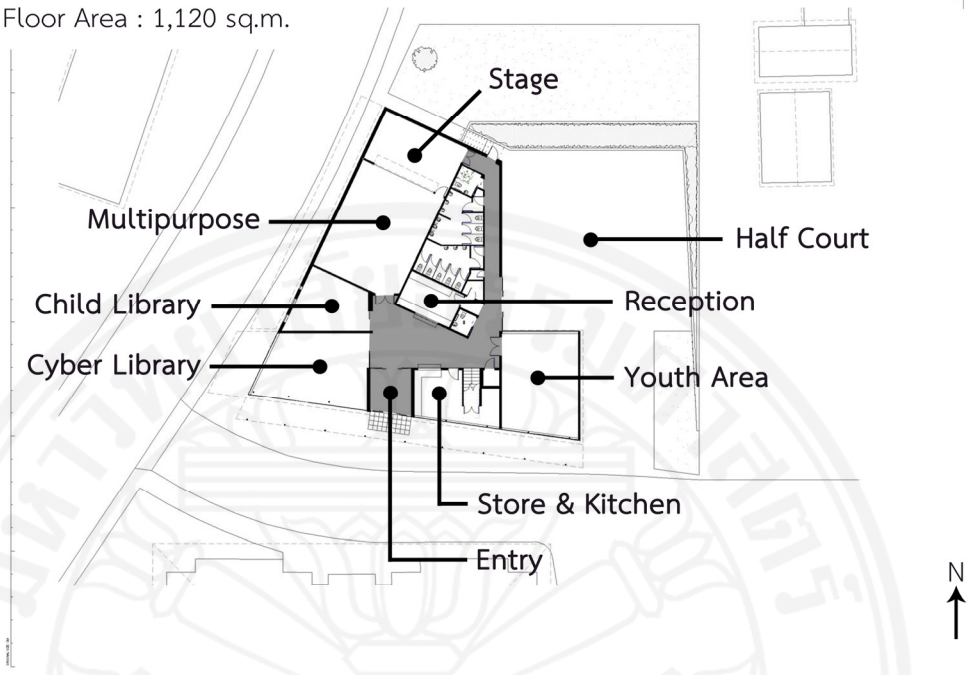 Floor Area : 1,120 sq.m.
Stage
Multipurpose
Half Court
Child Library
Reception
Cyber Library
Youth Area
Store & Kitchen
Entry
N